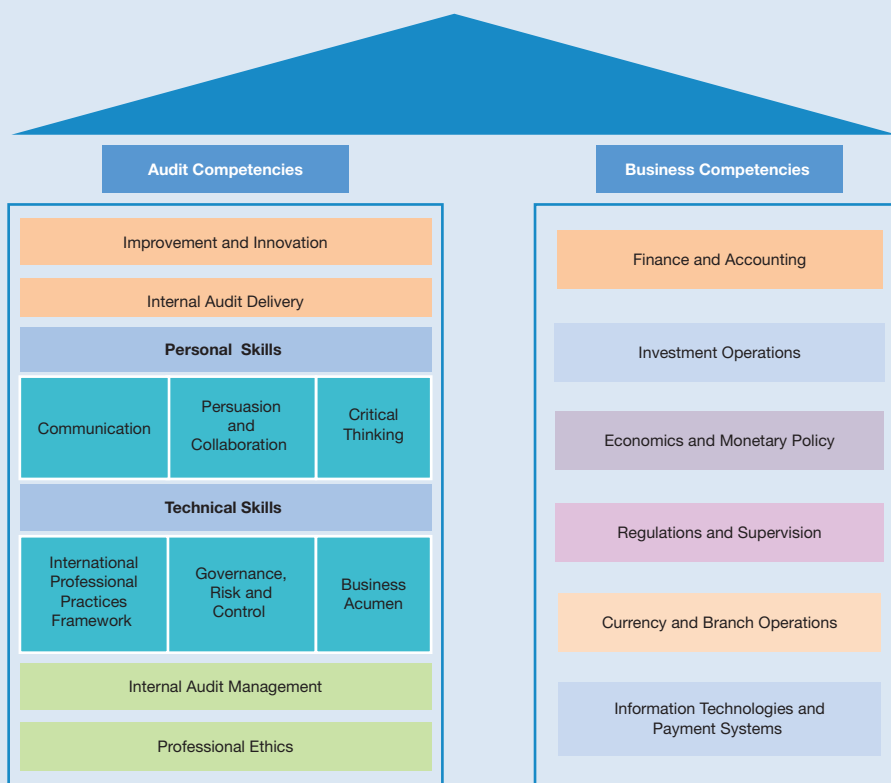 Audit Competencies
Improvement and Innovation
Internal Audit Delivery
Personal Skills
Communication
Persuasion
and
Collaboration
Critical
Thinking
Technical Skills
International
Professional
Practices
Framework
Governance,
Risk and
Control
Business
Acumen
Internal Audit Management
Professional Ethics
Business Competencies
Finance and Accounting
Investment Operations
Economics and Monetary Policy
Regulations and Supervision
Currency and Branch Operations
Information Technologies and
Payment Systems